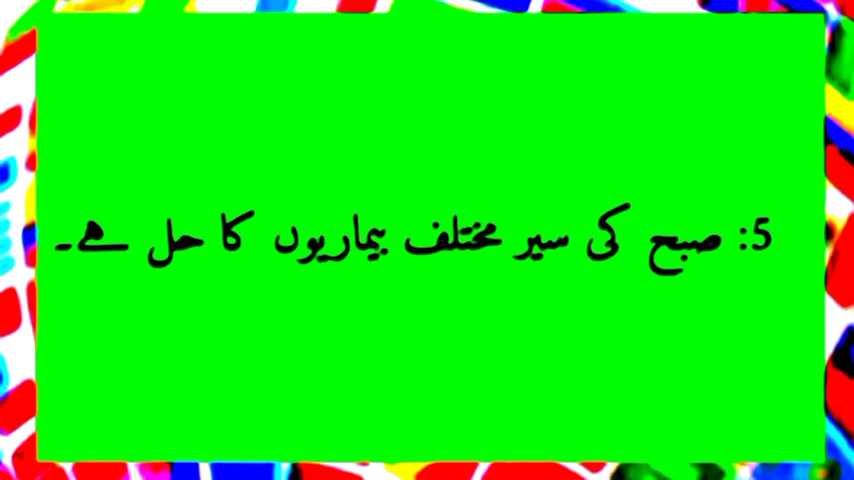 5: صبح کی سیر مختلف بیماریوں کا حل ہے۔